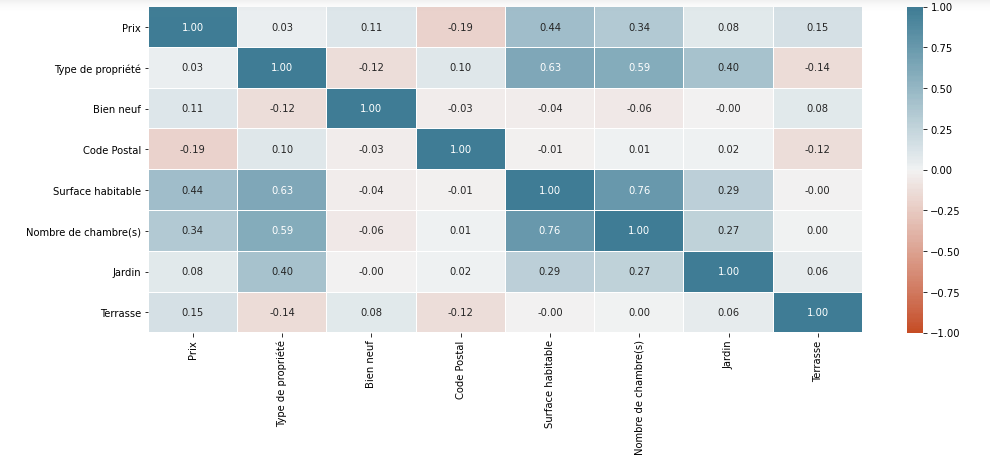 Prix 1.00 0.03 0.11 -0.19 0.44 0.34 0.08 0.15
Type de propriété 0.03 1.00 -0.12 0.10 0.63 0.59 0.40 -0.14
Bien neuf 0.11 -0.12 1.00 -0.03 -0.04 -0.06 -0.00 0.08
Code Postal -0.19 0.10 -0.03 1.00 -0.01 0.01 0.02 -0.12
Surface habitable 0.44 0.63 -0.04 -0.01 1.00 0.76 0.29 -0.00
Nombre de chambre(s) 0.34 0.59 -0.06 0.01 0.76 1.00 0.27 0.00
Jardin 0.08 0.40 -0.00 0.02 0.29 0.27 1.00 0.06
Terrasse 0.15 -0.14 0.08 -0.12 -0.00 0.00 0.06 1.00
Prix
Type de propriété
Bien neuf
Code Postal
Surface habitable
Nombre de chambre(s)
Jardin
Terrasse
1.00
0.75
0.50
0.25
0.00
−0.25
−0.50
−0.75
−1.00